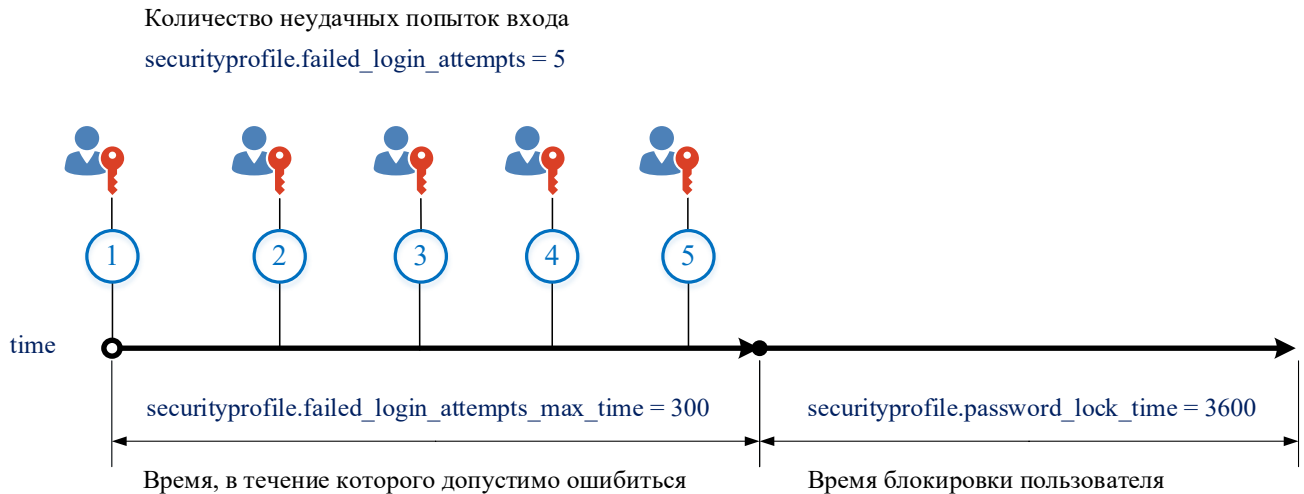 Количество неудачных попыток входа
securityprofile.failed_login_attempts = 5
1 2 3 4 5
time
securityprofile.failed_login_attempts_max_time = 300 securityprofile.password_lock_time = 3600
Время, в течение которого допустимо ошибиться Время блокировки пользователя